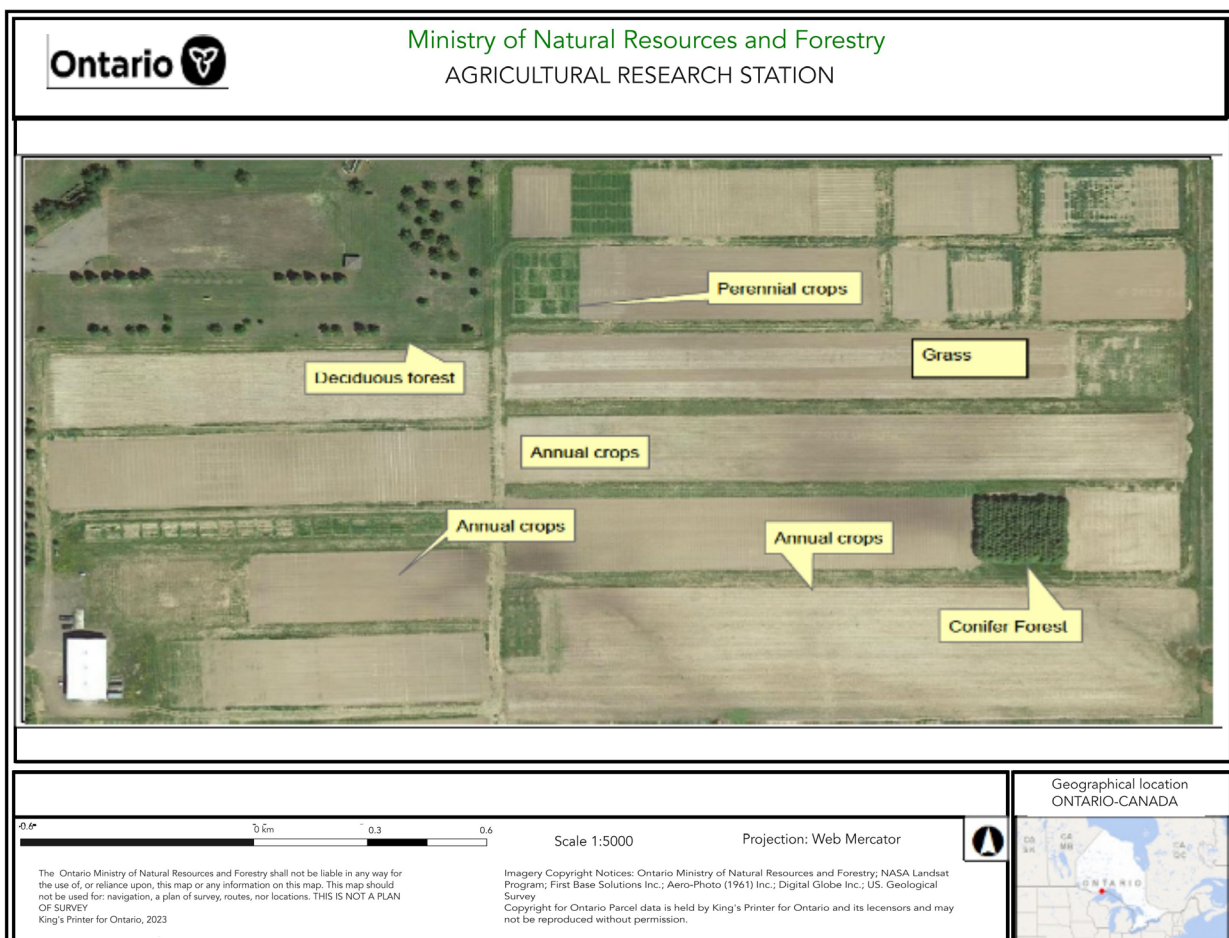 Ontario
Ministry of Natural Resources and Forestry
AGRICULTURAL RESEARCH STATION
Perennial crops
Grass
Deciduous forest
Annual crops
Annual crops
Annual crops
Conifer Forest
Geographical location
ONTARIO-CANADA
-0.6
0 km
0.3
0.6
Scale 1:5000
Projection: Web Mercator
The Ontario Ministry of Natural Resources and Forestry shall not be liable in any way for
the use of, or reliance upon, this map or any information on this map. This map should
not be used for: navigation, a plan of survey, routes, nor locations. THIS IS NOT A PLAN
OF SURVEY
King's Printer for Ontario, 2023
Imagery Copyright Notices: Ontario Ministry of Natural Resources and Forestry; NASA Landsat
Program; First Base Solutions Inc.; Aero-Photo (1961) Inc.; Digital Globe Inc.; US. Geological
Survey
Copyright for Ontario Parcel data is held by King's Printer for Ontario and its lecensors and may
not be reproduced without permission.
CA
MB
CA
QC
ONTARIO